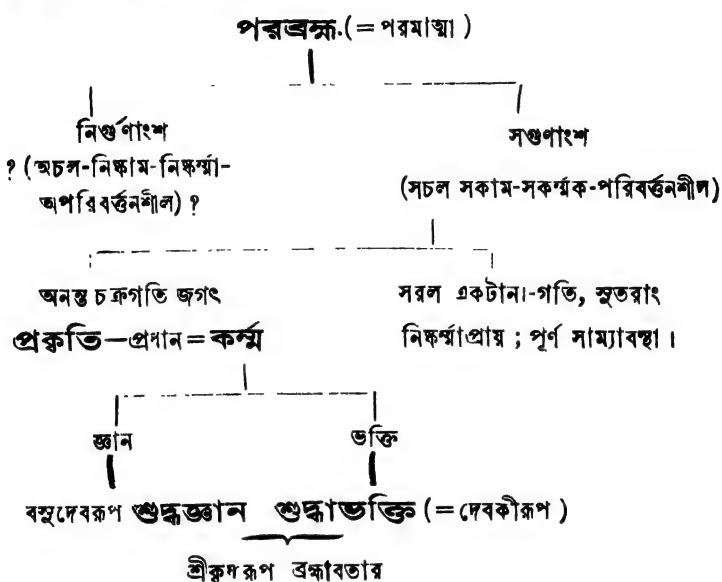 পরব্রহ্ম.(=পরমাত্মা)
নির্গুণাংশ
সগুণাংশ
? (অচল-নিষ্কাম-নিষ্কর্ম্মা-
অপরিবর্ত্তনশীল) ?
(সচল সকাম-সকর্ম্মক-পরিবর্ত্তনশীল)
অনন্ত চক্রগতি জগৎ
প্রকৃতি—প্রধান=কর্ম্ম
সরল একটানা-গতি, সুতরাং
নিষ্কর্ম্মাপ্রায় ; পূর্ণ সাম্যাবস্থা।
জ্ঞান
ভক্তি
বসুদেবরূপ শুদ্ধজ্ঞান শুদ্ধাভক্তি (=দেবকীরূপ)
শ্রীকৃষ্ণরূপ ব্রহ্মাবতার